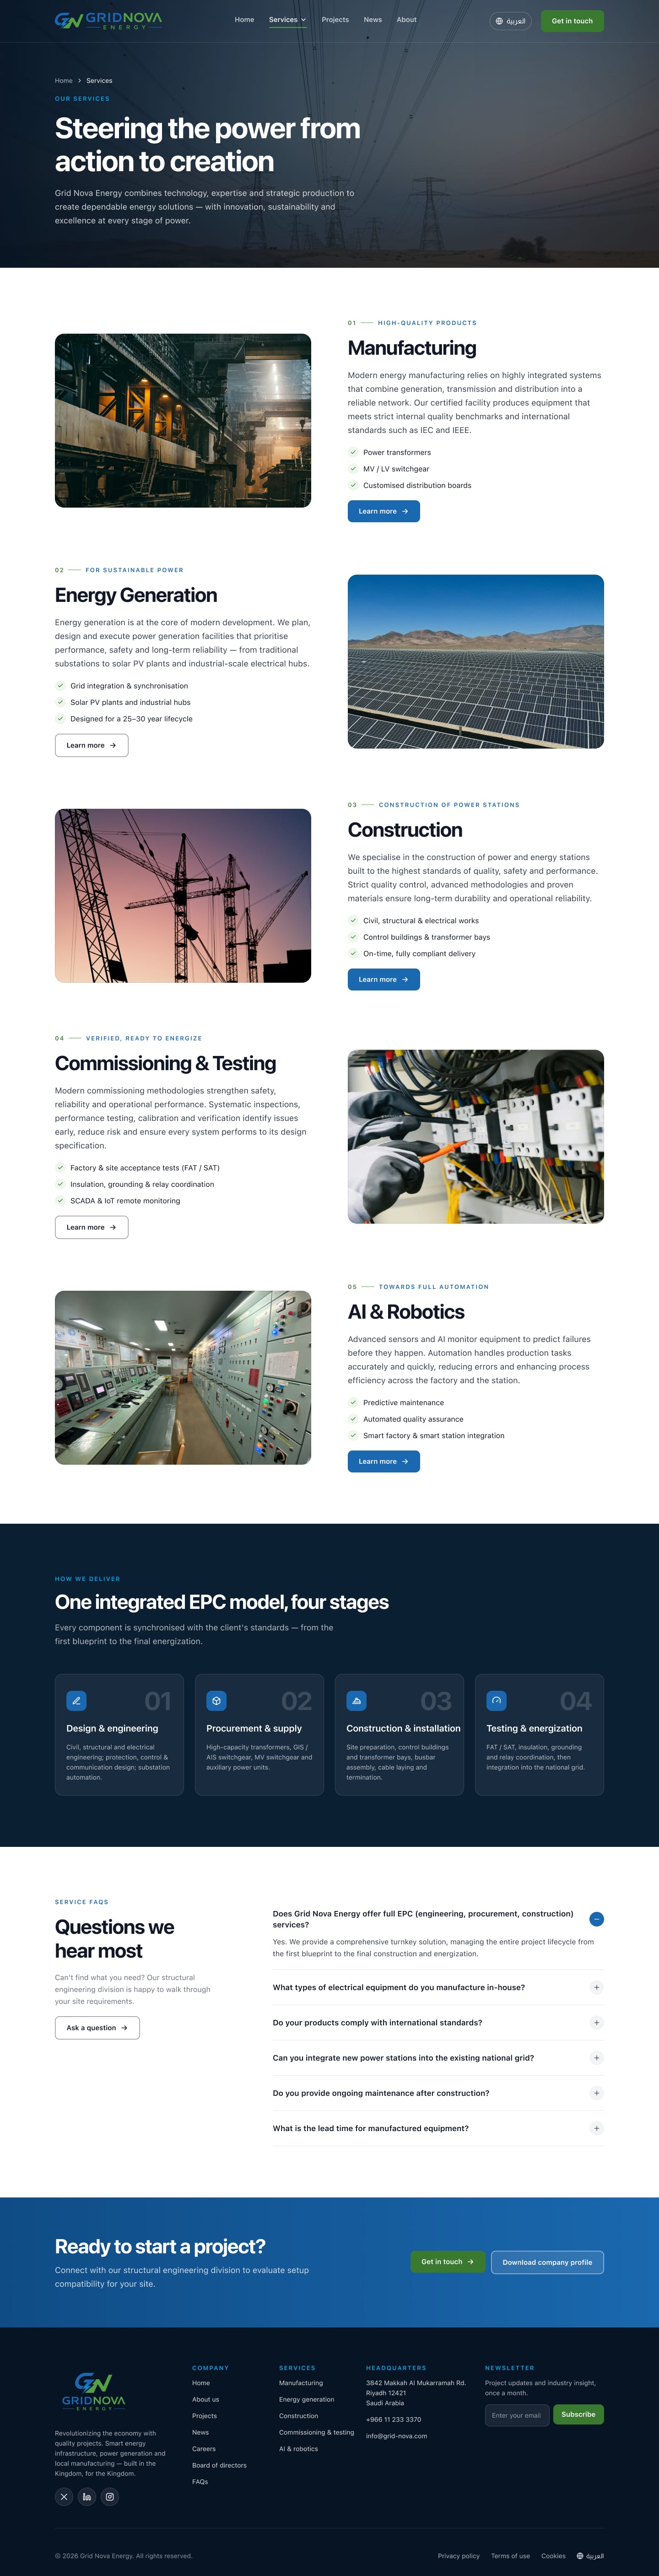 GRIDNOVA
ENERGY
Home
Services
Projects
News
About
العربية
Get in touch
Home > Services
OUR SERVICES
Steering the power from
action to creation
Grid Nova Energy combines technology, expertise and strategic production to
create dependable energy solutions — with innovation, sustainability and
excellence at every stage of power.
01 — HIGH-QUALITY PRODUCTS
Manufacturing
Modern energy manufacturing relies on highly integrated systems
that combine generation, transmission and distribution into a
reliable network. Our certified facility produces equipment that
meets strict internal quality benchmarks and international
standards such as IEC and IEEE.
Power transformers
MV / LV switchgear
Customised distribution boards
Learn more →
02 — FOR SUSTAINABLE POWER
Energy Generation
Energy generation is at the core of modern development. We plan,
design and execute power generation facilities that prioritise
performance, safety and long-term reliability — from traditional
substations to solar PV plants and industrial-scale electrical hubs.
Grid integration & synchronisation
Solar PV plants and industrial hubs
Designed for a 25–30 year lifecycle
Learn more →
03 — CONSTRUCTION OF POWER STATIONS
Construction
We specialise in the construction of power and energy stations
built to the highest standards of quality, safety and performance.
Strict quality control, advanced methodologies and proven
materials ensure long-term durability and operational reliability.
Civil, structural & electrical works
Control buildings & transformer bays
On-time, fully compliant delivery
Learn more →
04 — VERIFIED, READY TO ENERGIZE
Commissioning & Testing
Modern commissioning methodologies strengthen safety,
reliability and operational performance. Systematic inspections,
performance testing, calibration and verification identify issues
early, reduce risk and ensure every system performs to its design
specification.
Factory & site acceptance tests (FAT / SAT)
Insulation, grounding & relay coordination
SCADA & IoT remote monitoring
Learn more →
05 — TOWARDS FULL AUTOMATION
AI & Robotics
Advanced sensors and AI monitor equipment to predict failures
before they happen. Automation handles production tasks
accurately and quickly, reducing errors and enhancing process
efficiency across the factory and the station.
Predictive maintenance
Automated quality assurance
Smart factory & smart station integration
Learn more →
HOW WE DELIVER
One integrated EPC model, four stages
Every component is synchronised with the client's standards — from the
first blueprint to the final energization.
01
Design & engineering
Civil, structural and electrical
engineering; protection, control &
communication design; substation
automation.
02
Procurement & supply
High-capacity transformers, GIS /
AIS switchgear, MV switchgear and
auxiliary power units.
03
Construction & installation
Site preparation, control buildings
and transformer bays, busbar
assembly, cable laying and
termination.
04
Testing & energization
FAT / SAT, insulation, grounding
and relay coordination, then
integration into the national grid.
SERVICE FAQS
Questions we
hear most
Can't find what you need? Our structural
engineering division is happy to walk through
your site requirements.
Ask a question →
Does Grid Nova Energy offer full EPC (engineering, procurement, construction)
services?
Yes. We provide a comprehensive turnkey solution, managing the entire project lifecycle from
the first blueprint to the final construction and energization.
What types of electrical equipment do you manufacture in-house?
Do your products comply with international standards?
Can you integrate new power stations into the existing national grid?
Do you provide ongoing maintenance after construction?
What is the lead time for manufactured equipment?
Ready to start a project?
Connect with our structural engineering division to evaluate setup
compatibility for your site.
Get in touch →
Download company profile
GRIDNOVA
ENERGY
Revolutionizing the economy with
quality projects. Smart energy
infrastructure, power generation and
local manufacturing — built in the
Kingdom, for the Kingdom.
COMPANY
Home
About us
Projects
News
Careers
Board of directors
FAQs
SERVICES
Manufacturing
Energy generation
Construction
Commissioning & testing
AI & robotics
HEADQUARTERS
3842 Makkah Al Mukarramah Rd.
Riyadh 12421
Saudi Arabia
+966 11 233 3370
info@grid-nova.com
NEWSLETTER
Project updates and industry insight,
once a month.
Enter your email
Subscribe
© 2026 Grid Nova Energy. All rights reserved.
Privacy policy
Terms of use
Cookies
العربية